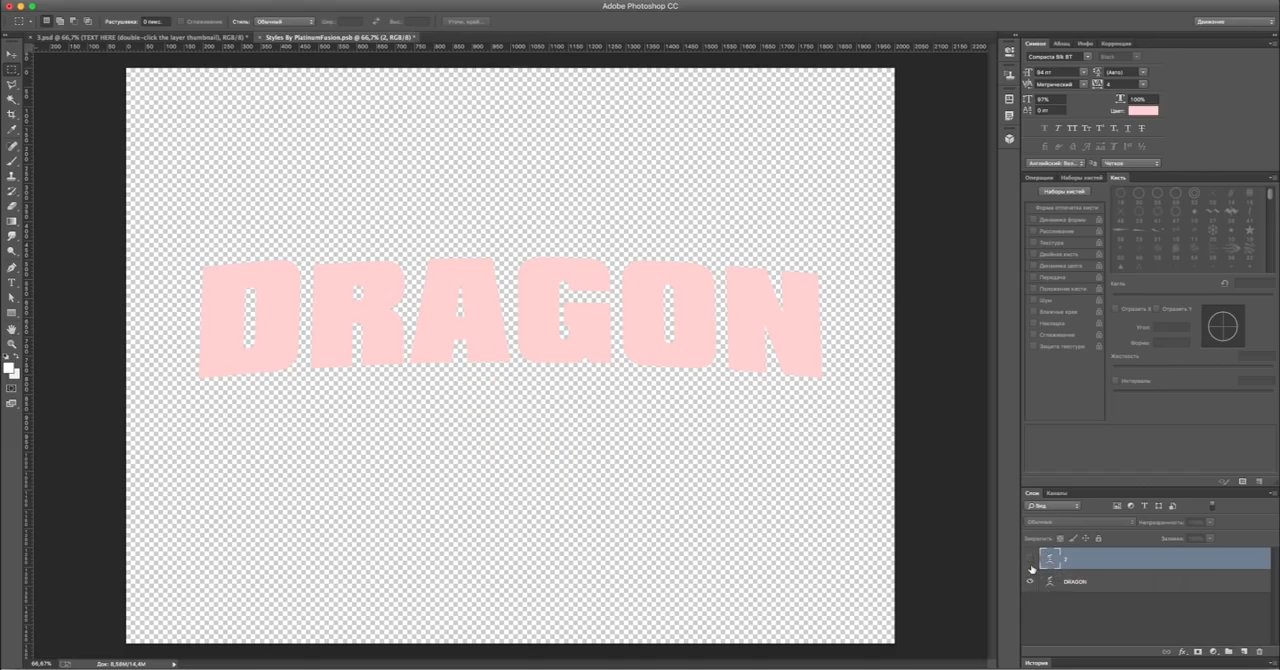 Adobe Photoshop CC
Растушевка: 0 пикс. Сглаживание Стиль: Обычный Шир.: Выс.: Уточн. край... Движение
3.psd @ 66,7% (TEXT HERE (double-click the layer thumbnail), RGB/8) * Styles By PlatinumFusion.psb @ 66,7% (2, RGB/8) *
Символ Абзац Инфо Коррекция
Compacta Blk BT Black
94 пт (Авто)
Метрический 4
97% 100%
0 пт Цвет:
Английский: Вел... Четкое
Операции Наборы кистей Кисть
Наборы кистей
Форма отпечатка кисти
Динамика формы
Рассеивание
Текстура
Двойная кисть
Динамика цвета
Передача
Положение кисти
Шум
Влажные края
Накладка
Сглаживание
Защита текстуры
Кегль:
Отразить X Отразить Y
Угол:
Форма:
Жесткость
Интервалы
DRAGON
Слои Каналы
Вид
Обычные Непрозрачность:
Закрепить: Заливка:
2
DRAGON
66,67% Док: 8,58M/14,4M
История